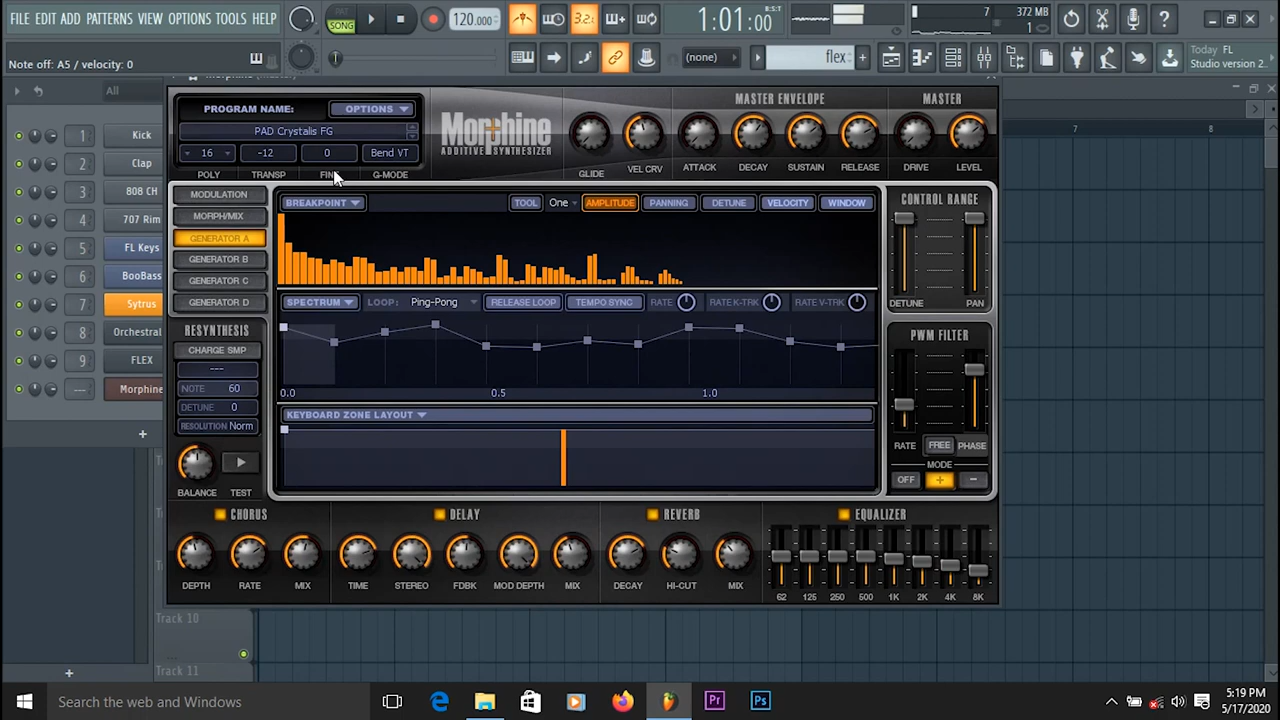 FILE EDIT ADD PATTERNS VIEW OPTIONS TOOLS HELP
PAT
SONG
120.000
3.2
1:01:00
B:S:T
7
372 MB
1
Note off: A5 / velocity: 0
(none)
flex
Today FL
Studio version 2..
All
1 Kick
2 Clap
3 808 CH
4 707 Rim
5 FL Keys
6 BooBass
7 Sytrus
8 Orchestral
9 FLEX
--- Morphine
7
8
Track 10
Track 11
PROGRAM NAME:
OPTIONS
PAD Crystalis FG
16
-12
0
Bend VT
POLY
TRANSP
G-MODE
Morphine
ADDITIVE SYNTHESIZER
GLIDE
VEL CRV
MASTER ENVELOPE
ATTACK
DECAY
SUSTAIN
RELEASE
MASTER
DRIVE
LEVEL
MODULATION
MORPH/MIX
GENERATOR A
GENERATOR B
GENERATOR C
GENERATOR D
BREAKPOINT
TOOL
One
AMPLITUDE
PANNING
DETUNE
VELOCITY
WINDOW
SPECTRUM
LOOP:
Ping-Pong
RELEASE LOOP
TEMPO SYNC
RATE
RATE K-TRK
RATE V-TRK
0.0
0.5
1.0
KEYBOARD ZONE LAYOUT
CONTROL RANGE
DETUNE
PAN
PWM FILTER
RATE
FREE
PHASE
MODE
OFF
+
-
RESYNTHESIS
CHARGE SMP
---
NOTE 60
DETUNE 0
RESOLUTION Norm
BALANCE
TEST
CHORUS
DEPTH
RATE
MIX
DELAY
TIME
STEREO
FDBK
MOD DEPTH
MIX
REVERB
DECAY
HI-CUT
MIX
EQUALIZER
62
125
250
500
1K
2K
4K
8K
Search the web and Windows
Pr
Ps
5:19 PM
5/17/2020